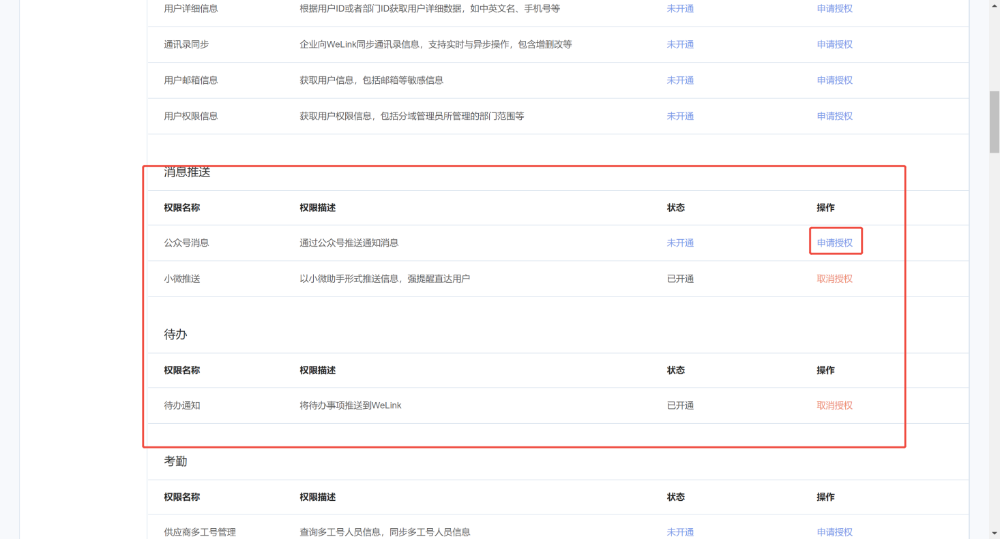 用户详细信息 根据用户ID或者部门ID获取用户详细数据，如中英文名、手机号等 未开通 申请授权
通讯录同步 企业向WeLink同步通讯录信息，支持实时与异步操作，包含增删改等 未开通 申请授权
用户邮箱信息 获取用户信息，包括邮箱等敏感信息 未开通 申请授权
用户权限信息 获取用户权限信息，包括分域管理员所管理的部门范围等 未开通 申请授权
消息推送
权限名称 权限描述 状态 操作
公众号消息 通过公众号推送通知消息 未开通 申请授权
小微推送 以小微助手形式推送信息，强提醒直达用户 已开通 取消授权
待办
权限名称 权限描述 状态 操作
待办通知 将待办事项推送到WeLink 已开通 取消授权
考勤
权限名称 权限描述 状态 操作
供应商多工号管理 查询多工号人员信息，同步多工号人员信息 未开通 申请授权